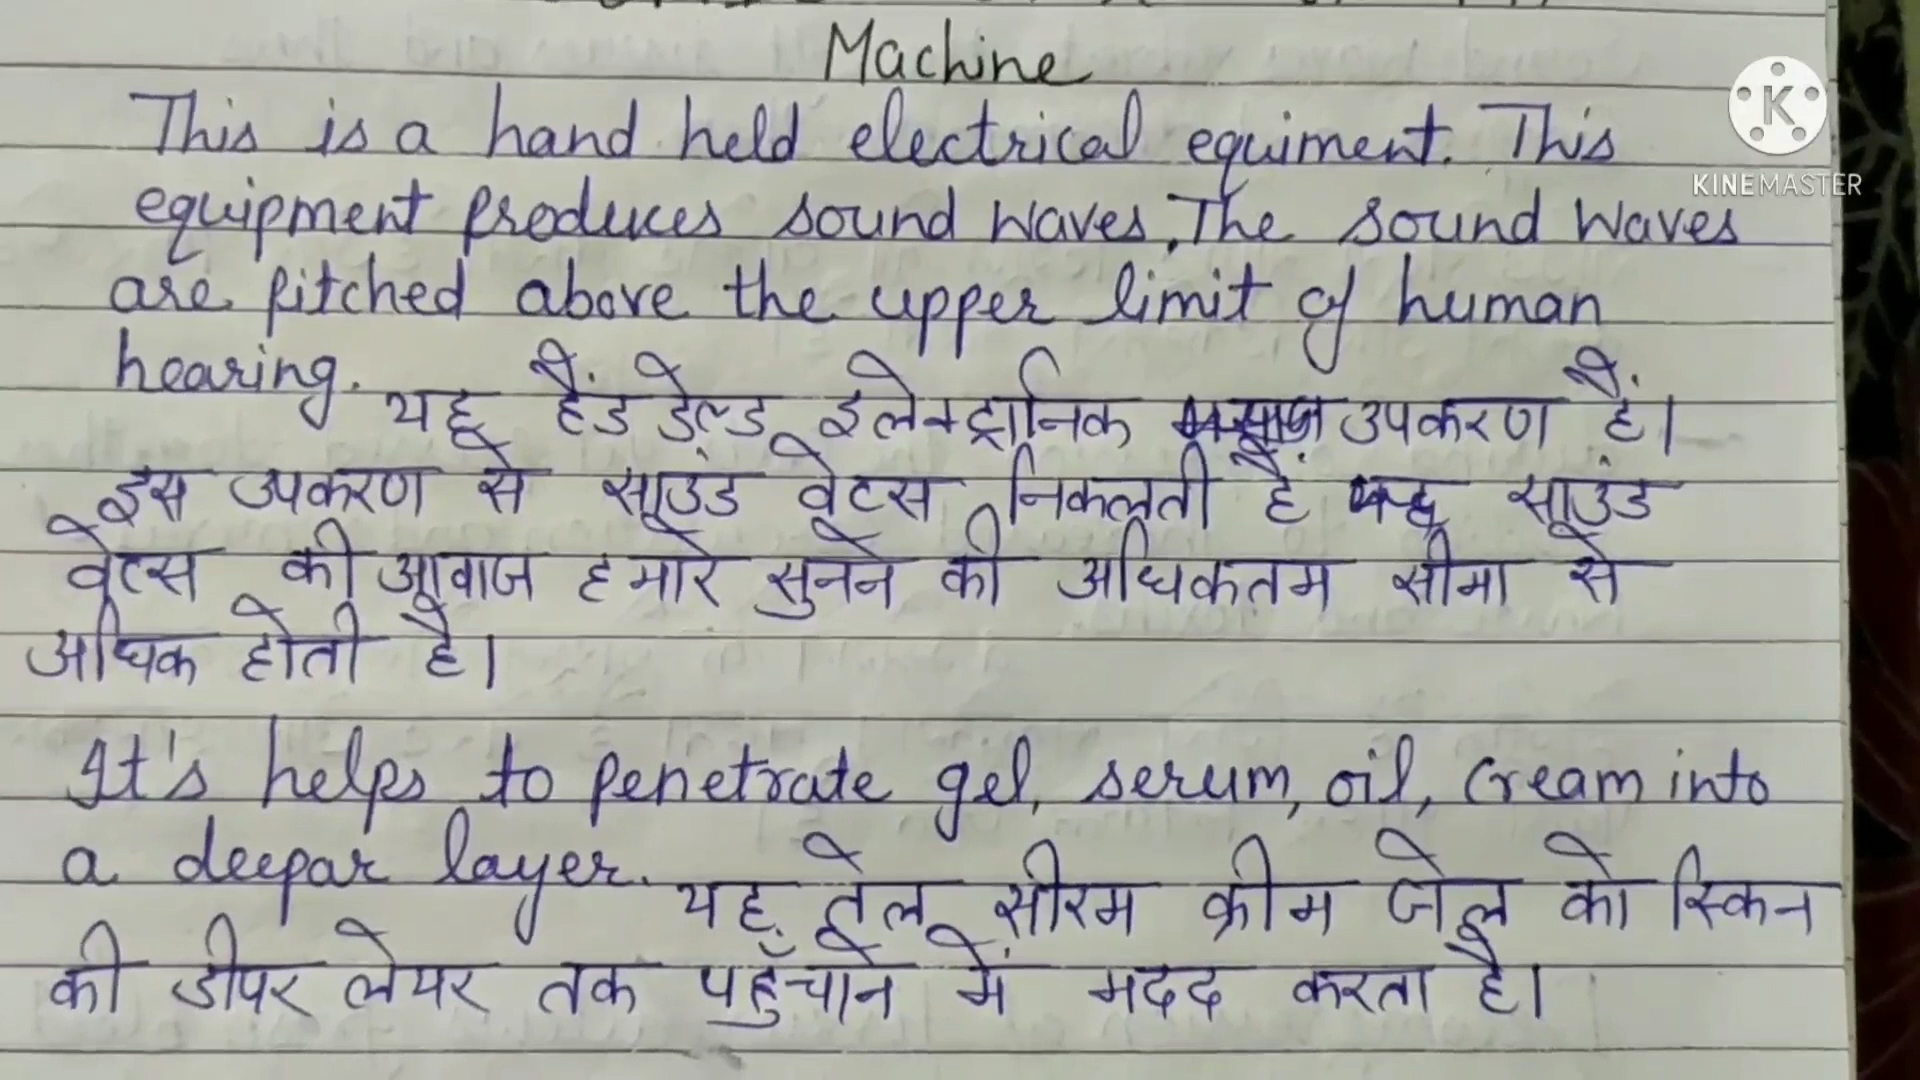 Machine
This is a hand held electrical equiment. This
equipment produces sound waves. The sound waves
are pitched above the upper limit of human
hearing.
यह हैंड डेल्ड इलेक्ट्रानिक उपकरण हैं।
इस उपकरण से साउंड वेव्स निकलती हैं यह साउंड
वेव्स की आवाज हमारे सुनने की अधिकतम सीमा से
अधिक होती है।
It's helps to penetrate gel, serum, oil, cream into
a deepar layer. यह तेल सीरम क्रीम जेल को स्किन
की डीपर लेयर तक पहुँचाने में मदद करता है।
K
KINEMASTER